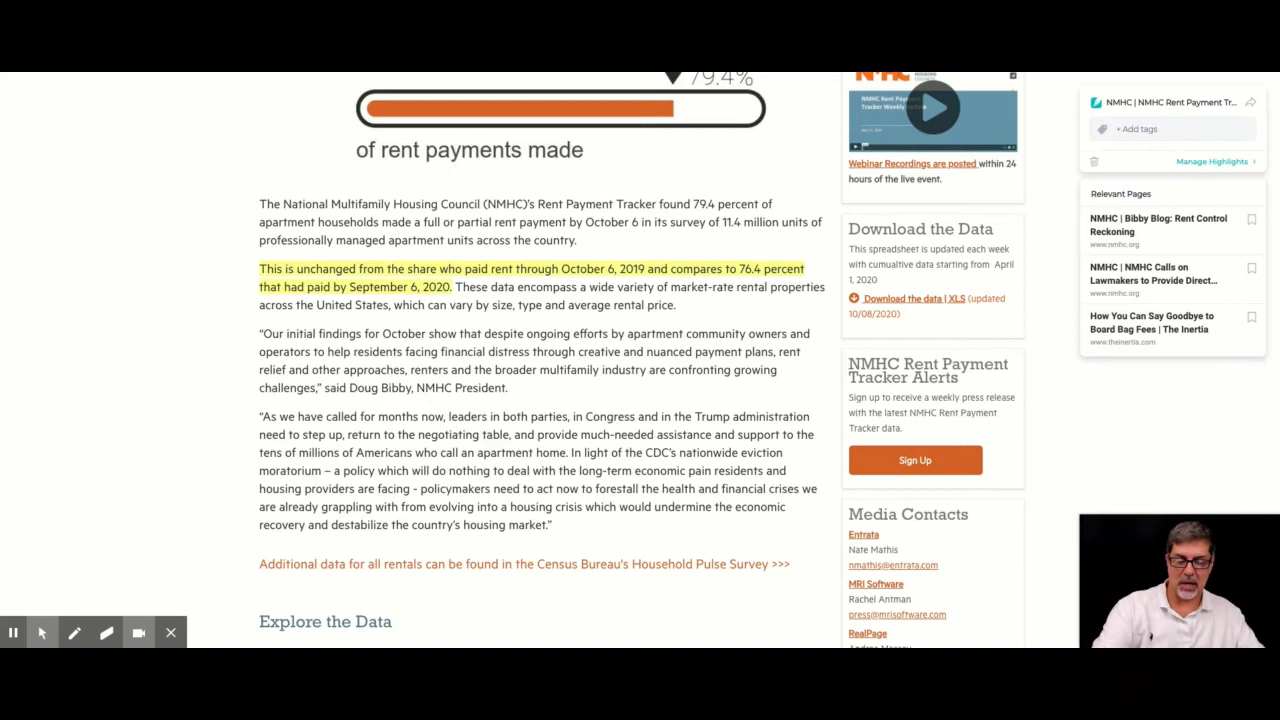 79.4%
of rent payments made
The National Multifamily Housing Council (NMHC)'s Rent Payment Tracker found 79.4 percent of
apartment households made a full or partial rent payment by October 6 in its survey of 11.4 million units of
professionally managed apartment units across the country.
This is unchanged from the share who paid rent through October 6, 2019 and compares to 76.4 percent
that had paid by September 6, 2020. These data encompass a wide variety of market-rate rental properties
across the United States, which can vary by size, type and average rental price.
“Our initial findings for October show that despite ongoing efforts by apartment community owners and
operators to help residents facing financial distress through creative and nuanced payment plans, rent
relief and other approaches, renters and the broader multifamily industry are confronting growing
challenges,” said Doug Bibby, NMHC President.
“As we have called for months now, leaders in both parties, in Congress and in the Trump administration
need to step up, return to the negotiating table, and provide much-needed assistance and support to the
tens of millions of Americans who call an apartment home. In light of the CDC's nationwide eviction
moratorium – a policy which will do nothing to deal with the long-term economic pain residents and
housing providers are facing - policymakers need to act now to forestall the health and financial crises we
are already grappling with from evolving into a housing crisis which would undermine the economic
recovery and destabilize the country's housing market.”
Additional data for all rentals can be found in the Census Bureau's Household Pulse Survey >>>
Explore the Data
NMHC
NMHC Rent Payment
Tracker Weekly
Webinar Recordings are posted within 24
hours of the live event.
Download the Data
This spreadsheet is updated each week
with cumualtive data starting from April
1, 2020
Download the data | XLS (updated
10/08/2020)
NMHC Rent Payment
Tracker Alerts
Sign up to receive a weekly press release
with the latest NMHC Rent Payment
Tracker data.
Sign Up
Media Contacts
Entrata
Nate Mathis
nmathis@entrata.com
MRI Software
Rachel Antman
press@mrisoftware.com
RealPage
NMHC | NMHC Rent Payment Tr...
+ Add tags
Manage Highlights >
Relevant Pages
NMHC | Bibby Blog: Rent Control
Reckoning
www.nmhc.org
NMHC | NMHC Calls on
Lawmakers to Provide Direct...
www.nmhc.org
How You Can Say Goodbye to
Board Bag Fees | The Inertia
www.theinertia.com